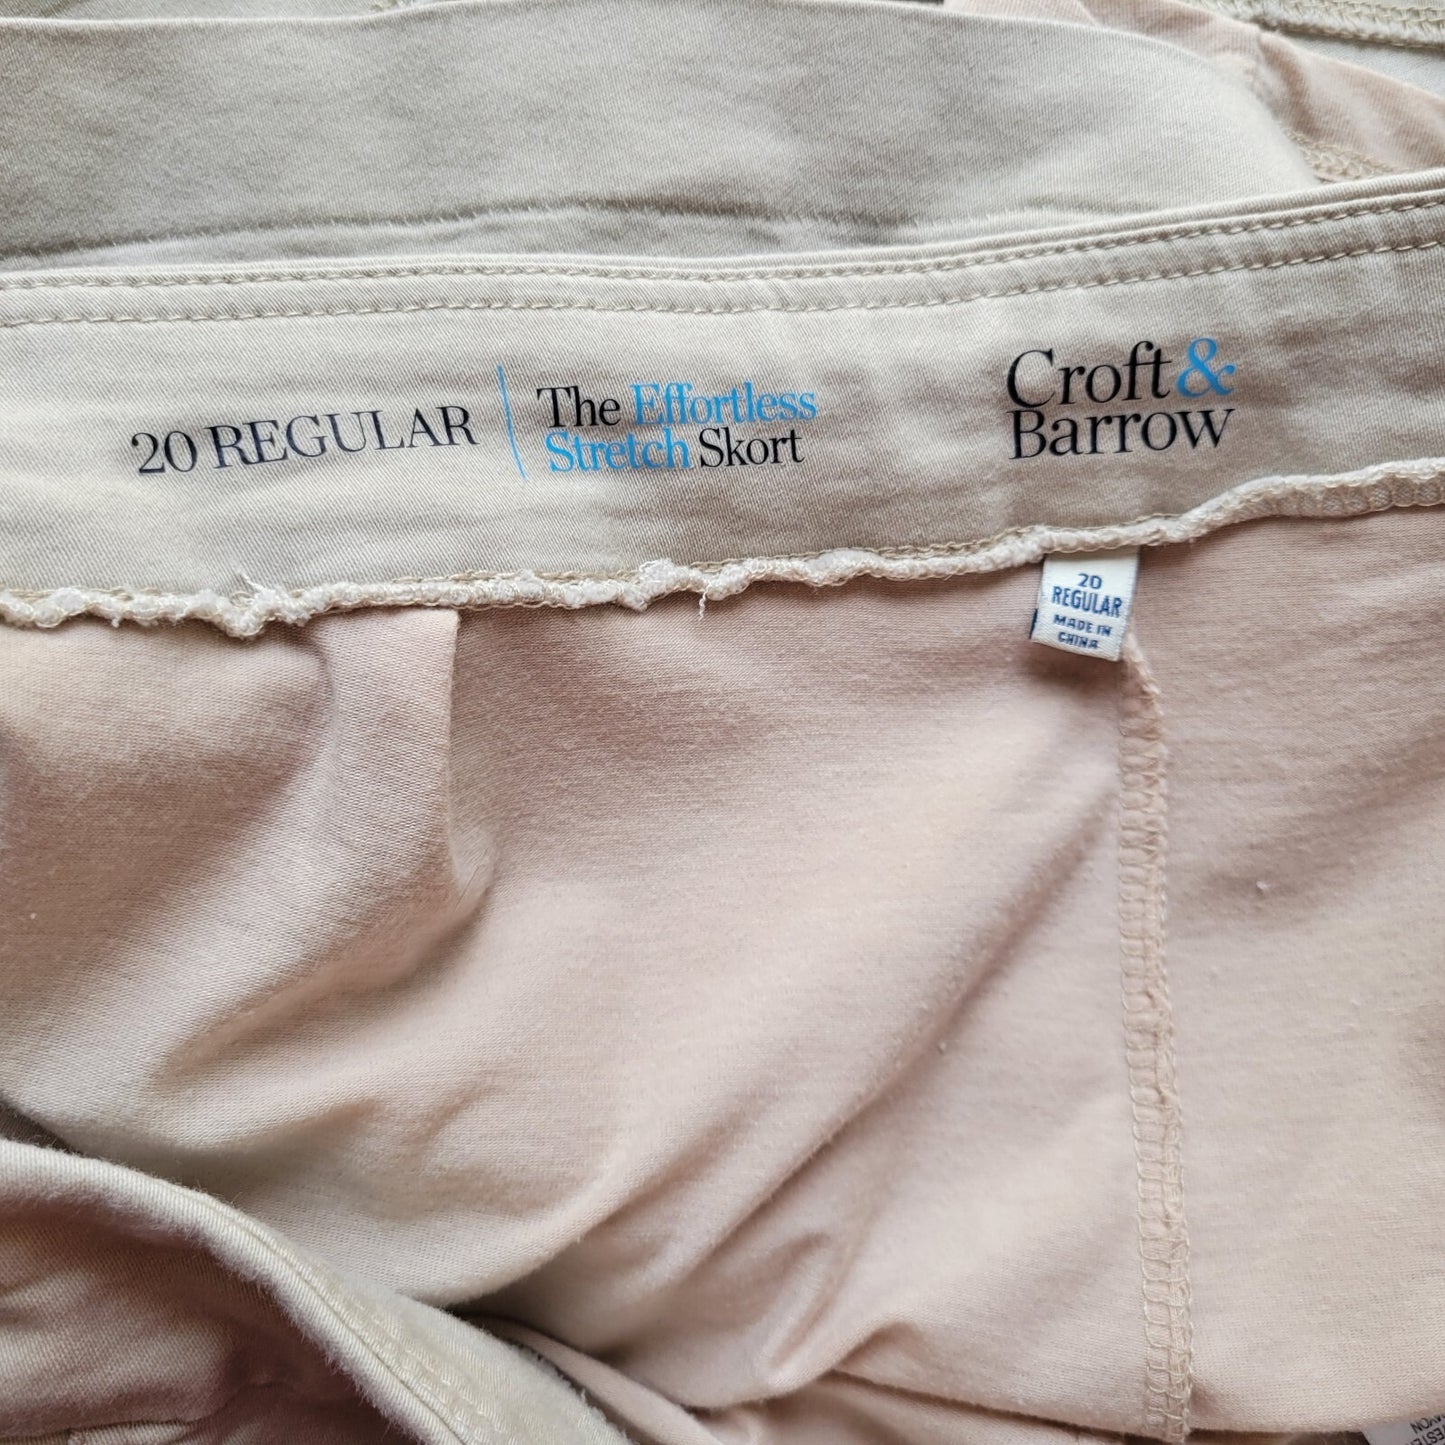 20 REGULAR
The Effortless
Stretch Skort
Croft&
Barrow
20
REGULAR
MADE IN
CHINA